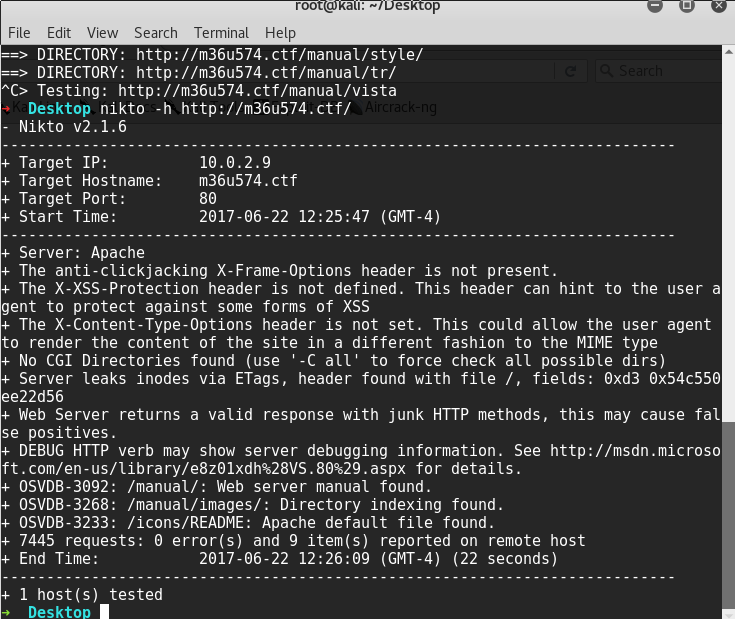 root@kali: ~/Desktop
File Edit View Search Terminal Help
==> DIRECTORY: http://m36u574.ctf/manual/style/
==> DIRECTORY: http://m36u574.ctf/manual/tr/
Search
^C> Testing: http://m36u574.ctf/manual/vista
→ Desktop nikto -h http://m36u574.ctf/
Aircrack-ng
- Nikto v2.1.6
---------------------------------------------------------------------------
+ Target IP: 10.0.2.9
+ Target Hostname: m36u574.ctf
+ Target Port: 80
+ Start Time: 2017-06-22 12:25:47 (GMT-4)
---------------------------------------------------------------------------
+ Server: Apache
+ The anti-clickjacking X-Frame-Options header is not present.
+ The X-XSS-Protection header is not defined. This header can hint to the user a
gent to protect against some forms of XSS
+ The X-Content-Type-Options header is not set. This could allow the user agent
to render the content of the site in a different fashion to the MIME type
+ No CGI Directories found (use '-C all' to force check all possible dirs)
+ Server leaks inodes via ETags, header found with file /, fields: 0xd3 0x54c550
ee22d56
+ Web Server returns a valid response with junk HTTP methods, this may cause fal
se positives.
+ DEBUG HTTP verb may show server debugging information. See http://msdn.microso
ft.com/en-us/library/e8z01xdh%28VS.80%29.aspx for details.
+ OSVDB-3092: /manual/: Web server manual found.
+ OSVDB-3268: /manual/images/: Directory indexing found.
+ OSVDB-3233: /icons/README: Apache default file found.
+ 7445 requests: 0 error(s) and 9 item(s) reported on remote host
+ End Time: 2017-06-22 12:26:09 (GMT-4) (22 seconds)
---------------------------------------------------------------------------
+ 1 host(s) tested
→ Desktop